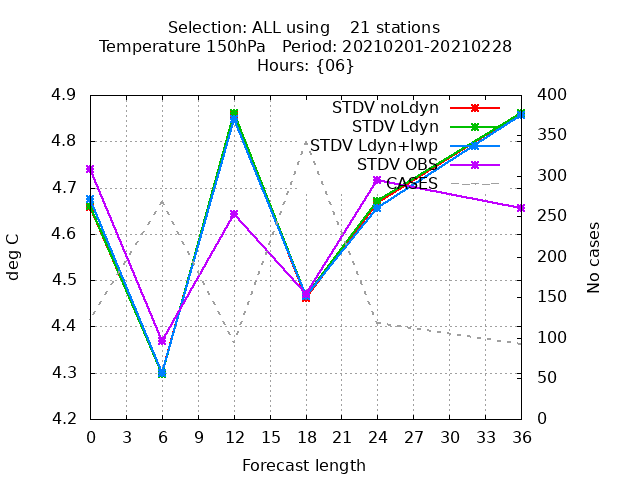 Selection: ALL using    21 stations
Temperature 150hPa   Period: 20210201-20210228
Hours: {06}
4.9
4.8
4.7
4.6
4.5
4.4
4.3
4.2
deg C
STDV noLdyn
STDV Ldyn
STDV Ldyn+lwp
STDV OBS
CASES
400
350
300
250
200
150
100
50
0
No cases
0 3 6 9 12 15 18 21 24 27 30 33 36
Forecast length